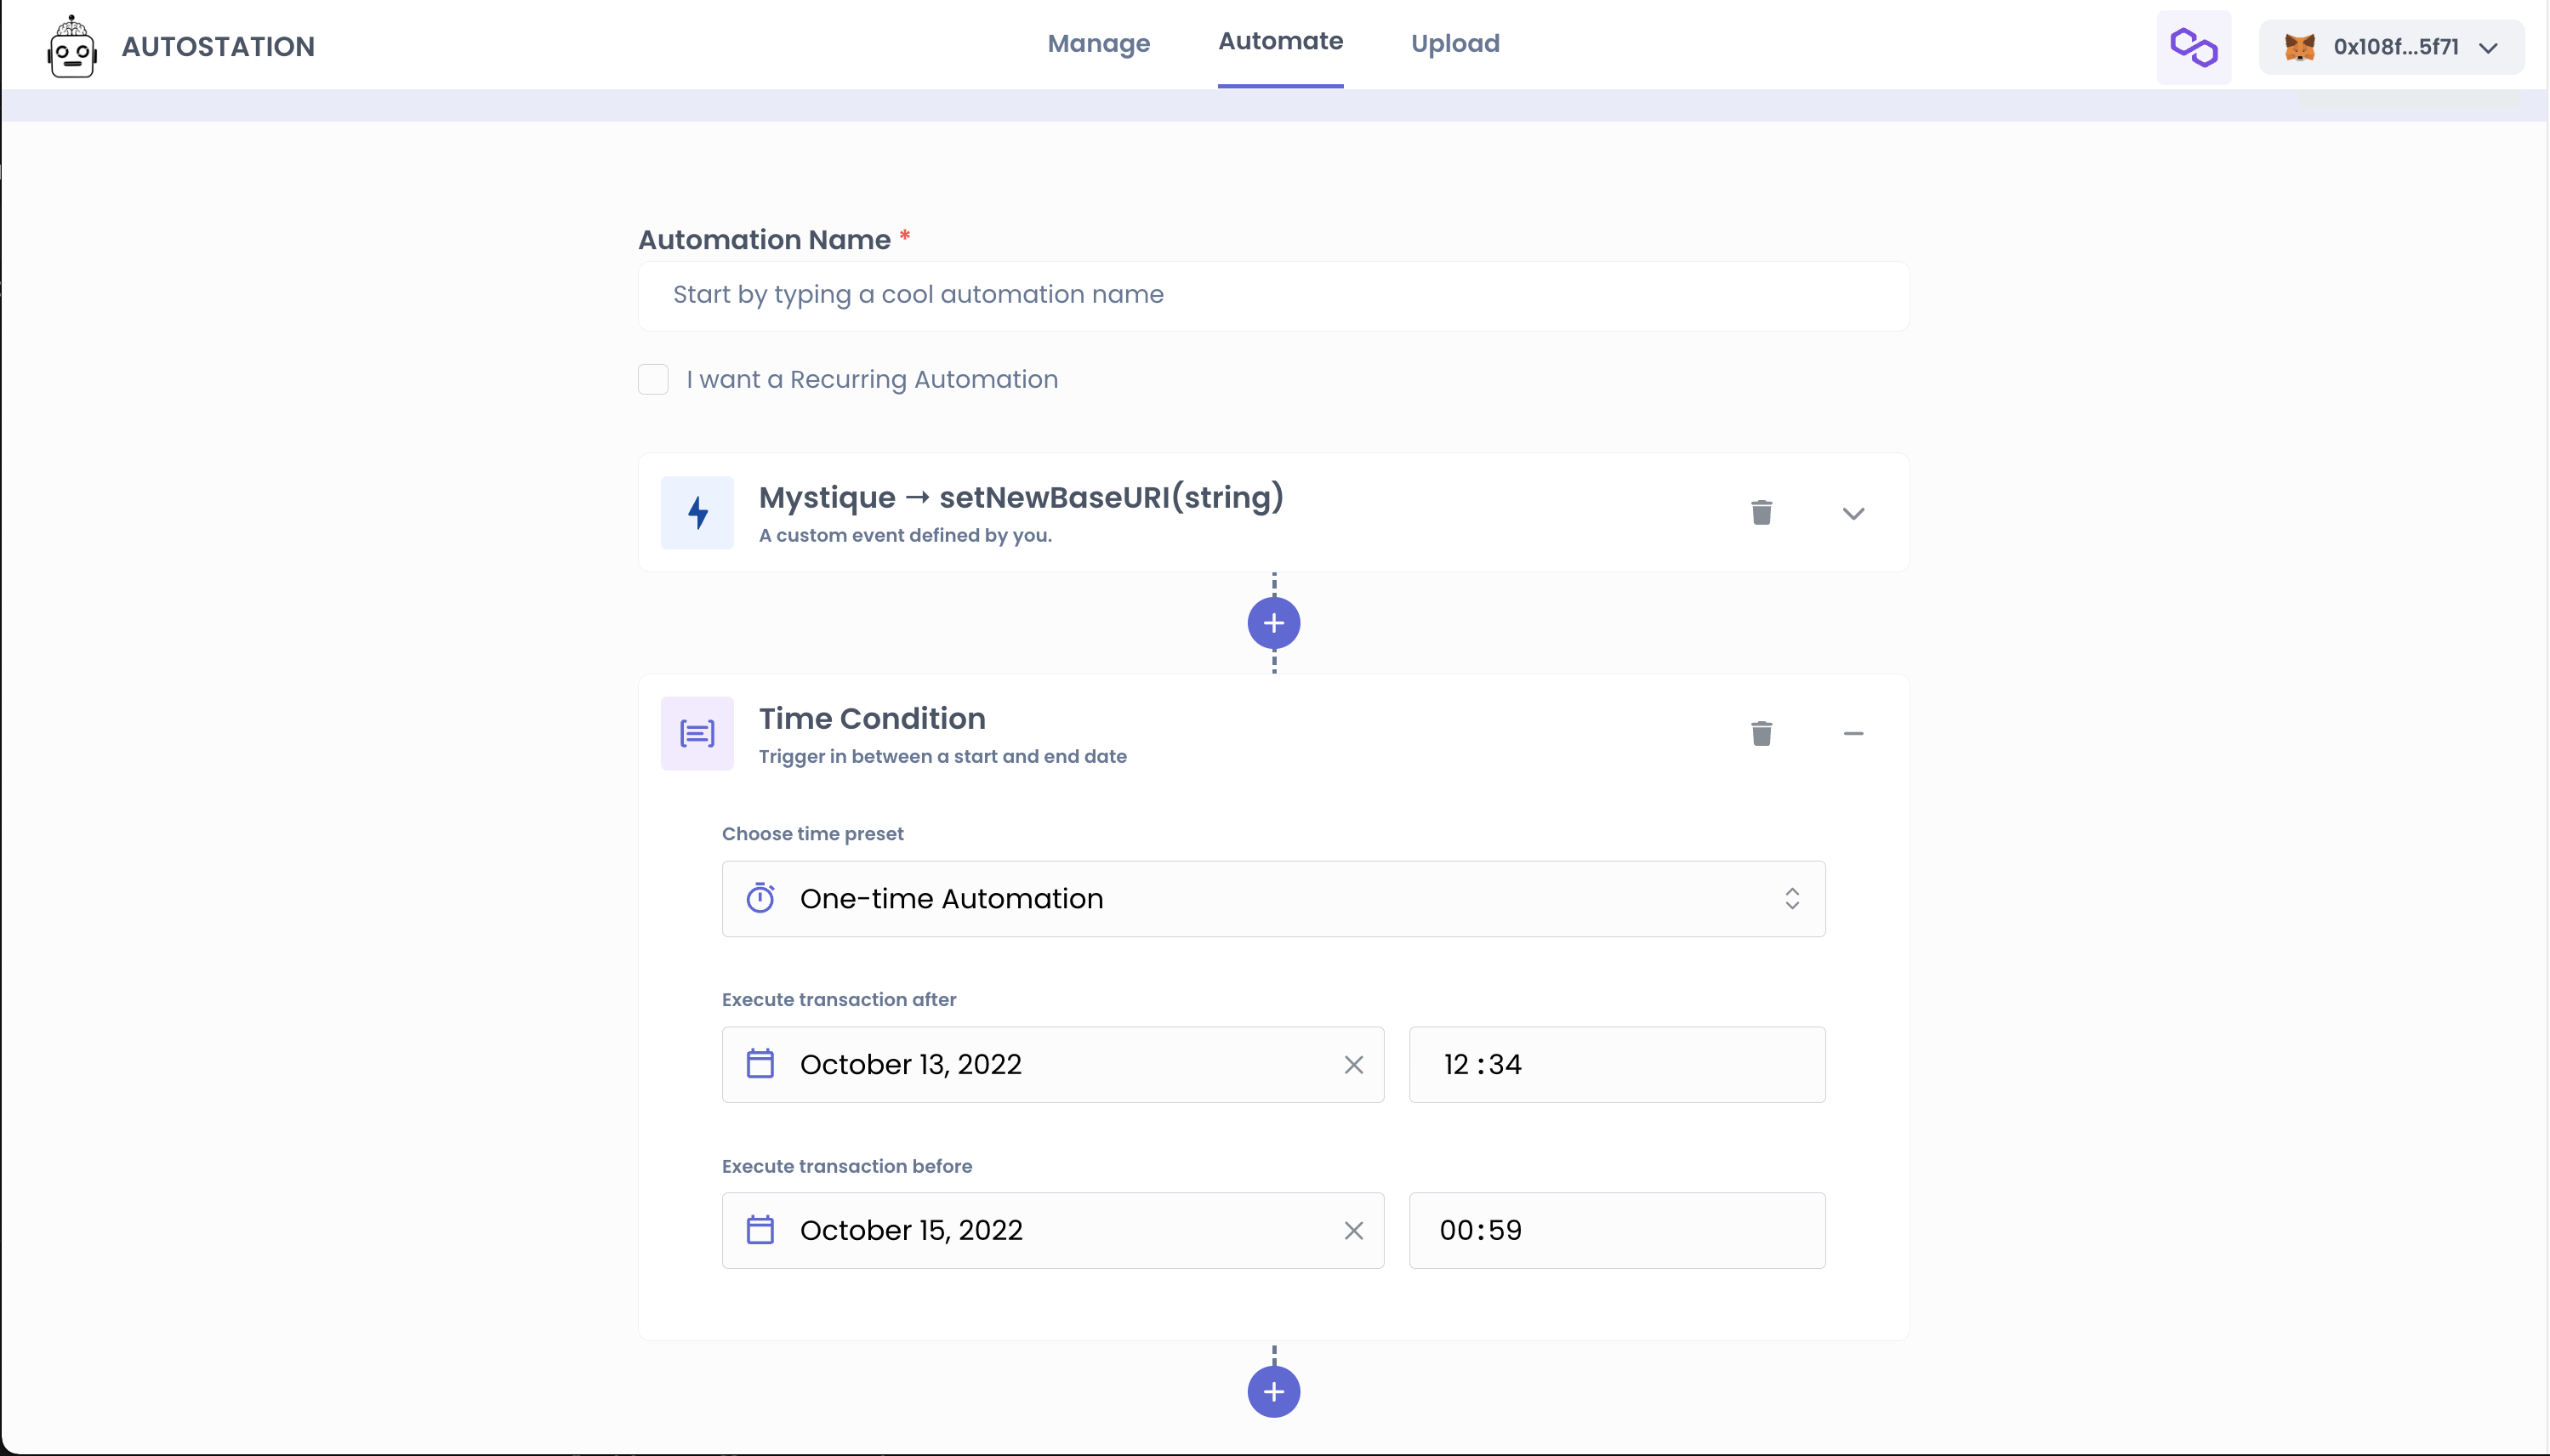 AUTOSTATION
Manage
Automate
Upload
0x108f...5f71
Automation Name *
Start by typing a cool automation name
I want a Recurring Automation
Mystique → setNewBaseURI(string)
A custom event defined by you.
Time Condition
Trigger in between a start and end date
Choose time preset
One-time Automation
Execute transaction after
October 13, 2022
12:34
Execute transaction before
October 15, 2022
00:59